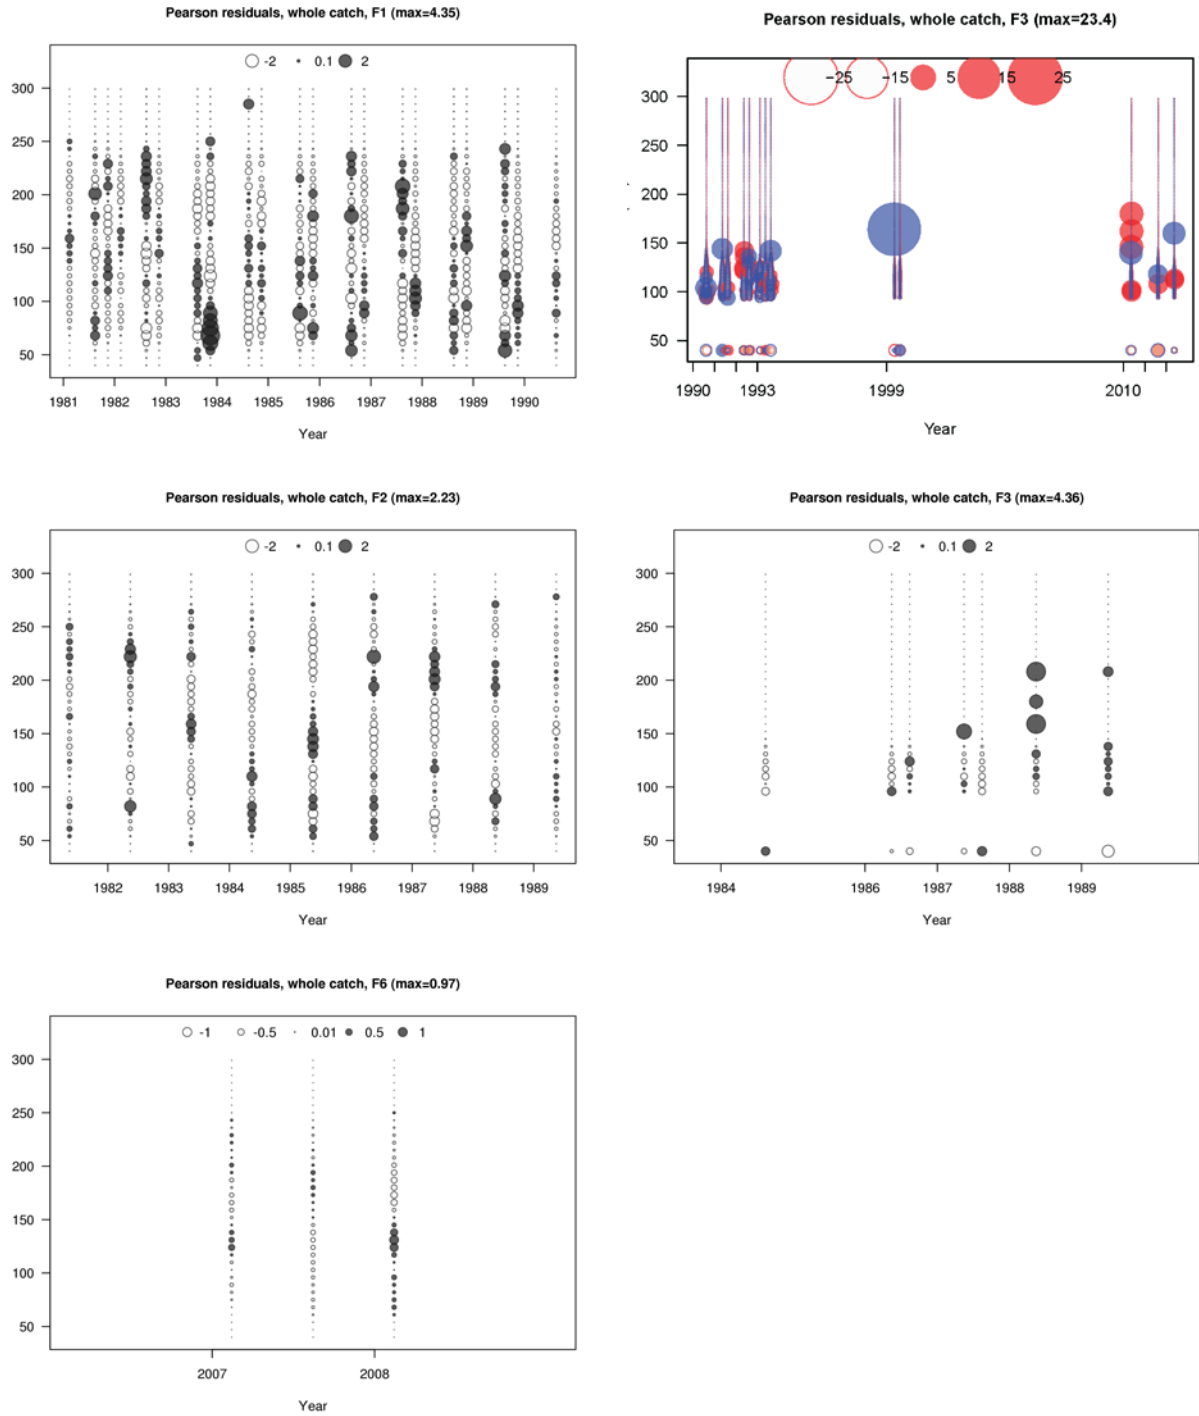 Pearson residuals, whole catch, F1 (max=4.35)
-2 0.1 2
300
250
200
150
100
50
1981 1982 1983 1984 1985 1986 1987 1988 1989 1990
Year
Pearson residuals, whole catch, F3 (max=23.4)
−25 −15 5 15 25
300
250
200
150
100
50
1990 1993 1999 2010
Year
Pearson residuals, whole catch, F2 (max=2.23)
-2 0.1 2
300
250
200
150
100
50
1982 1983 1984 1985 1986 1987 1988 1989
Year
Pearson residuals, whole catch, F3 (max=4.36)
-2 0.1 2
300
250
200
150
100
50
1984 1986 1987 1988 1989
Year
Pearson residuals, whole catch, F6 (max=0.97)
-1 -0.5 0.01 0.5 1
300
250
200
150
100
50
2007 2008
Year